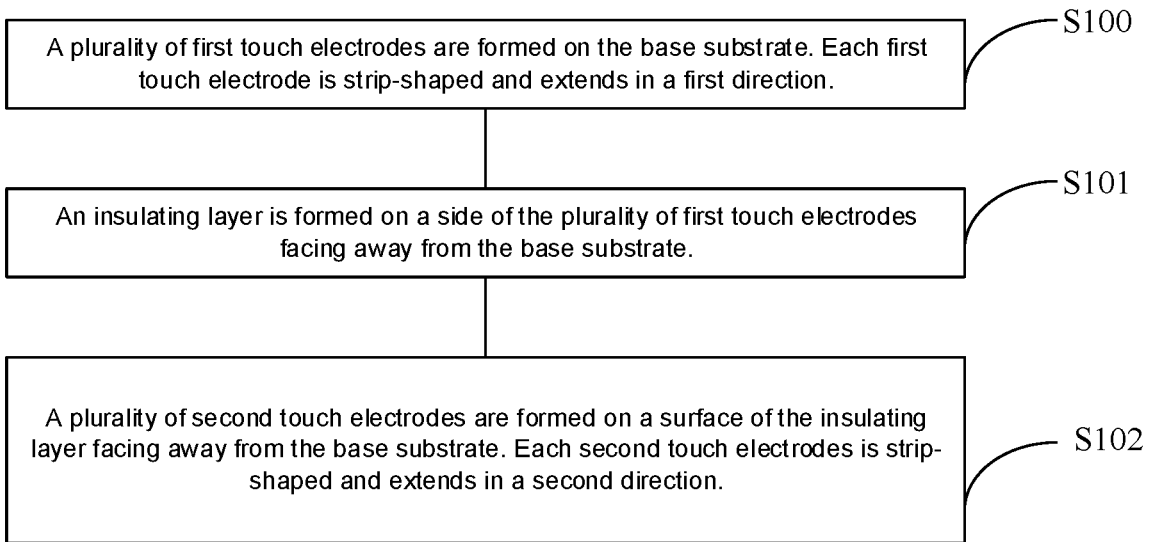 S100
A plurality of first touch electrodes are formed on the base substrate. Each first
touch electrode is strip-shaped and extends in a first direction.
S101
An insulating layer is formed on a side of the plurality of first touch electrodes
facing away from the base substrate.
A plurality of second touch electrodes are formed on a surface of the insulating
layer facing away from the base substrate. Each second touch electrodes is strip-
shaped and extends in a second direction.
S102